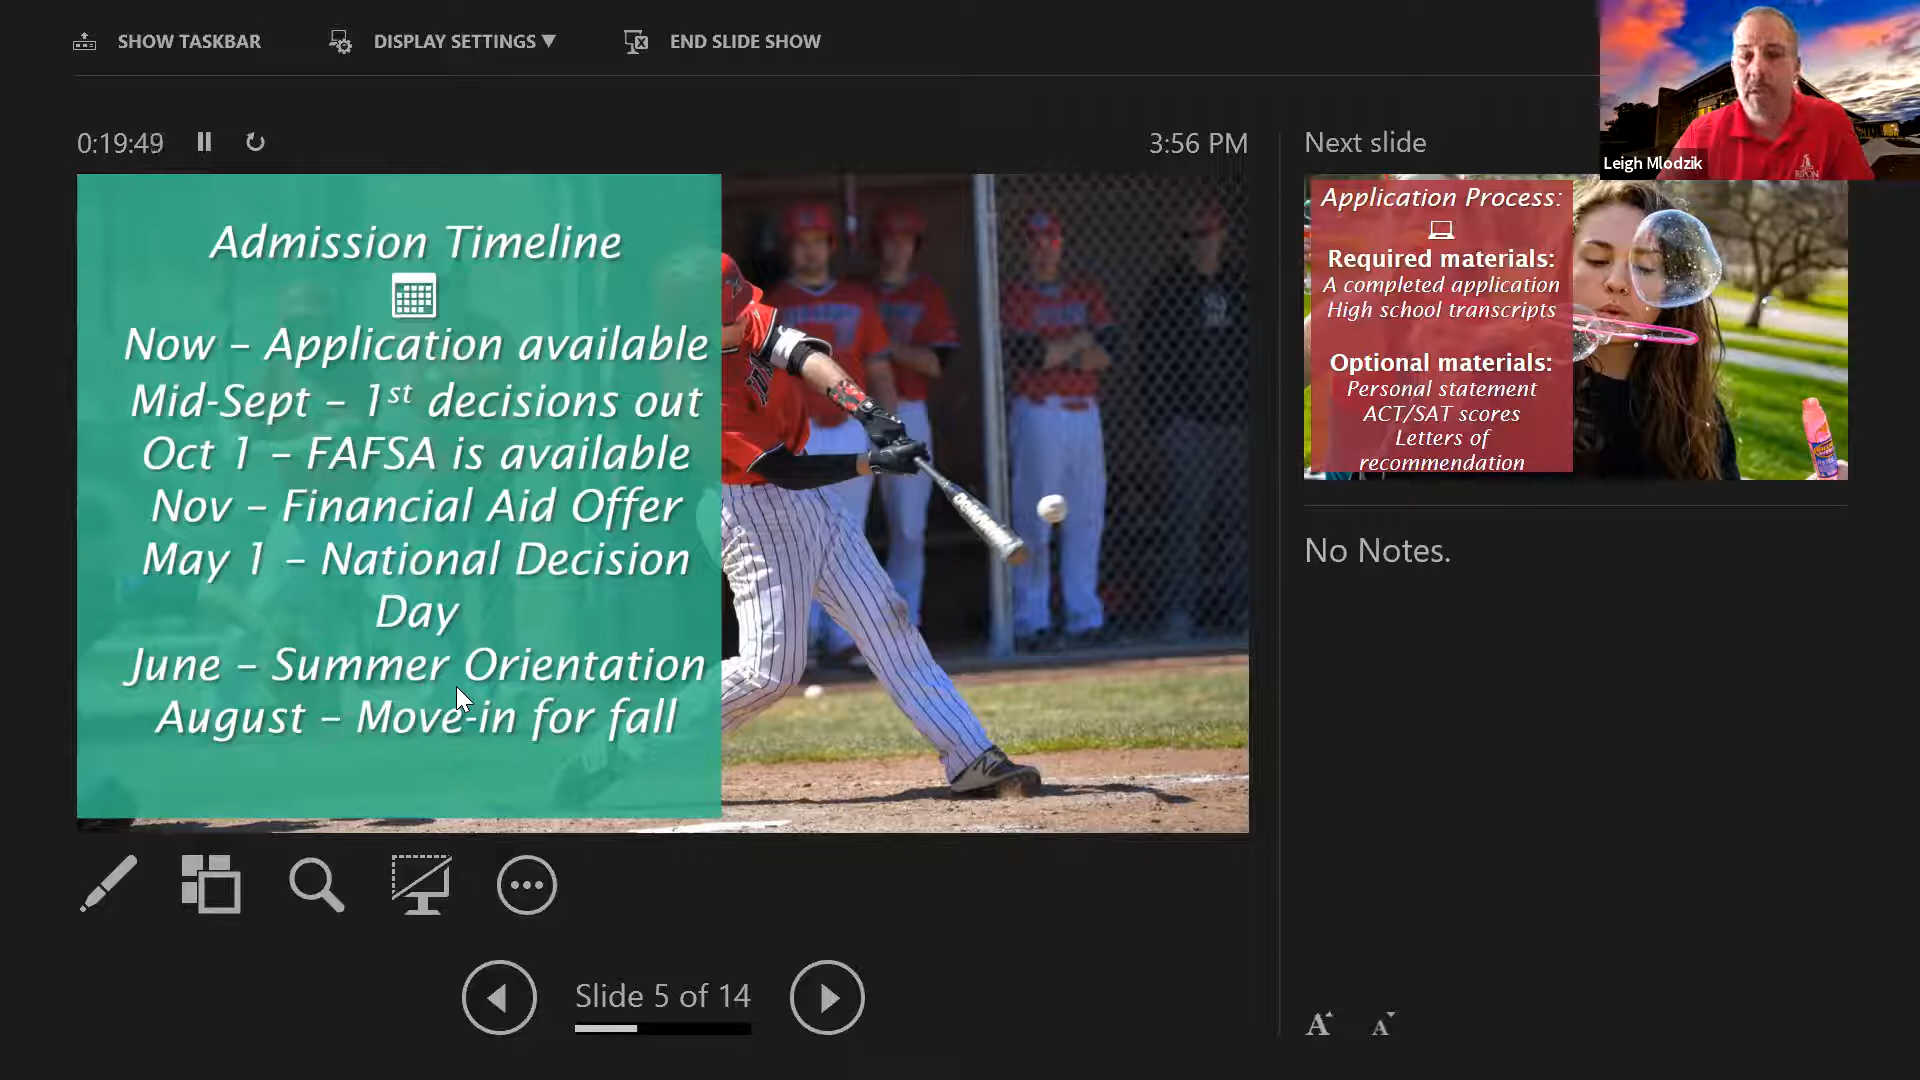 SHOW TASKBAR
DISPLAY SETTINGS ▼
END SLIDE SHOW
0:19:49
3:56 PM
Next slide
Leigh Mlodzik
RIPON
Admission Timeline
Now – Application available
Mid-Sept – 1st decisions out
Oct 1 – FAFSA is available
Nov – Financial Aid Offer
May 1 – National Decision
Day
June – Summer Orientation
August – Move-in for fall
DeMARINI
Application Process:
Required materials:
A completed application
High school transcripts
Optional materials:
Personal statement
ACT/SAT scores
Letters of
recommendation
No Notes.
Slide 5 of 14
A
A